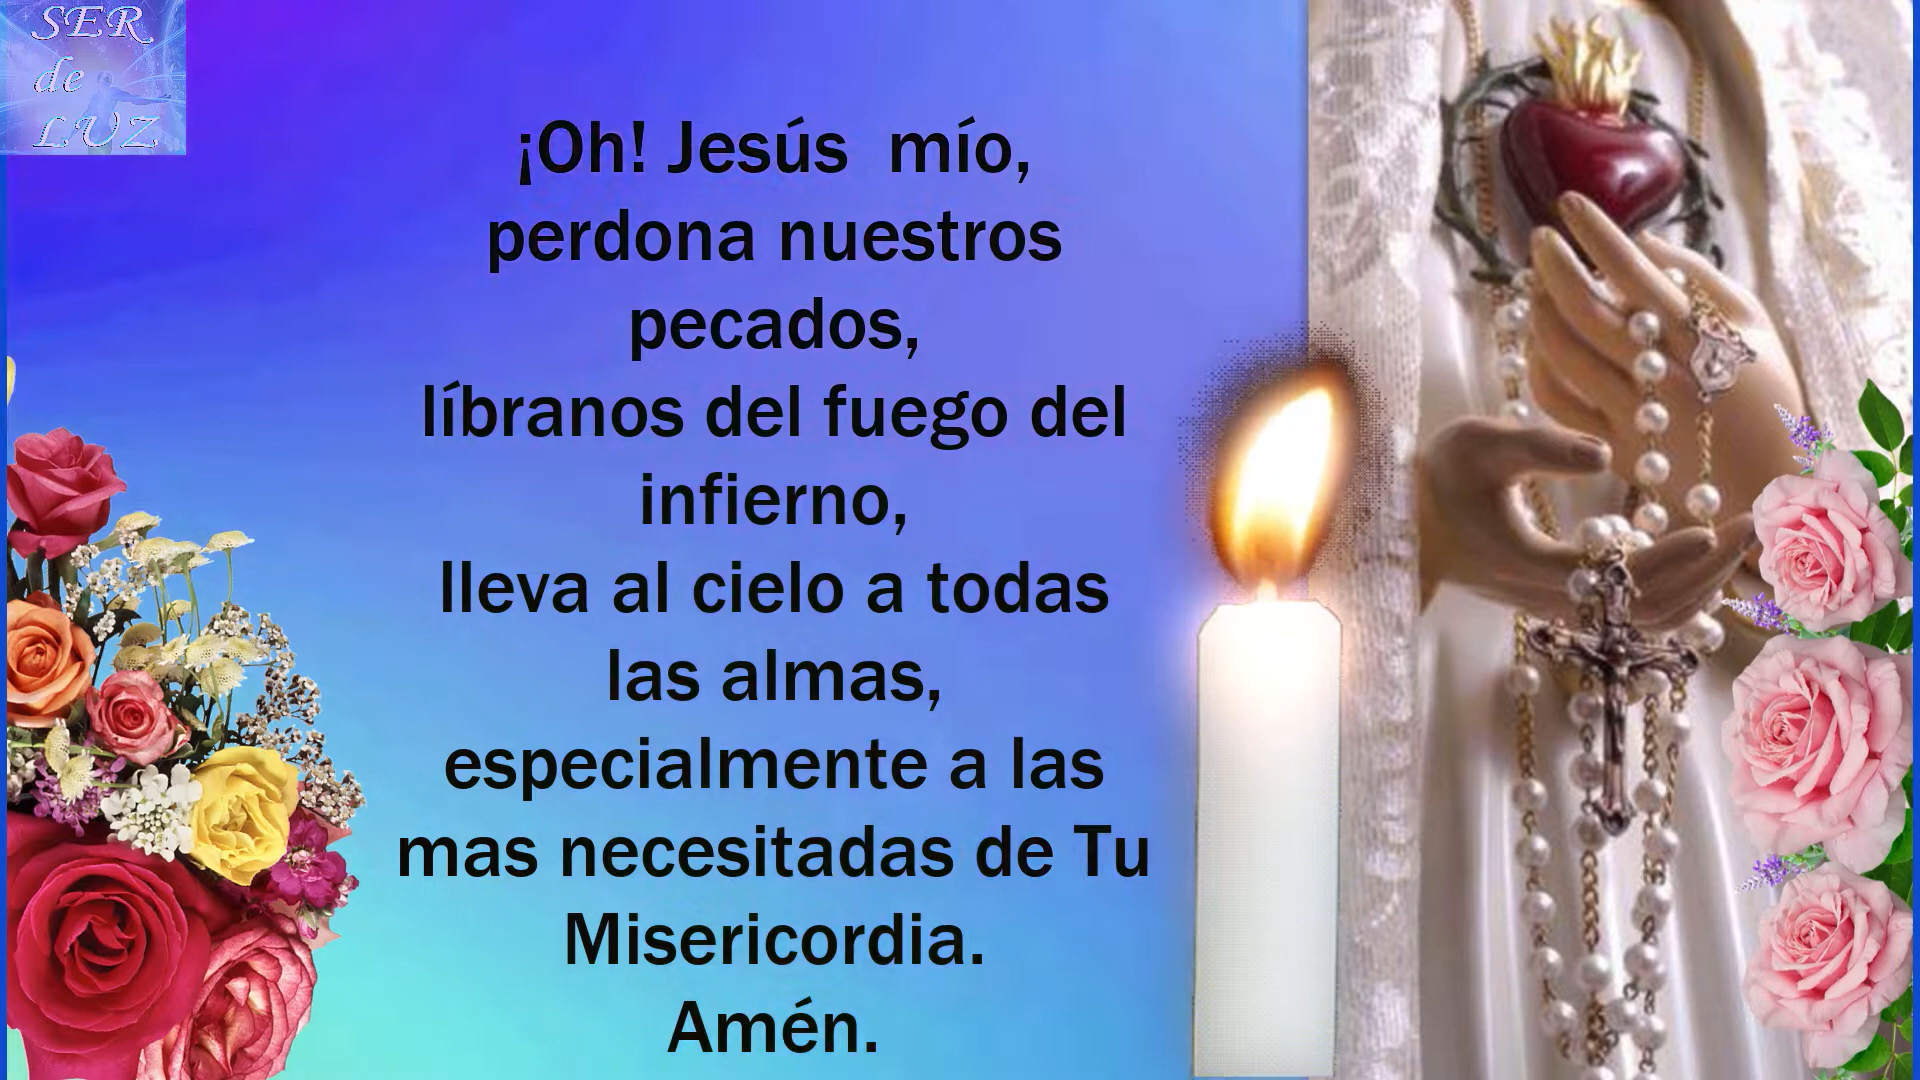 SER
de
LUZ
¡Oh! Jesús mío,
perdona nuestros
pecados,
líbranos del fuego del
infierno,
lleva al cielo a todas
las almas,
especialmente a las
mas necesitadas de Tu
Misericordia.
Amén.